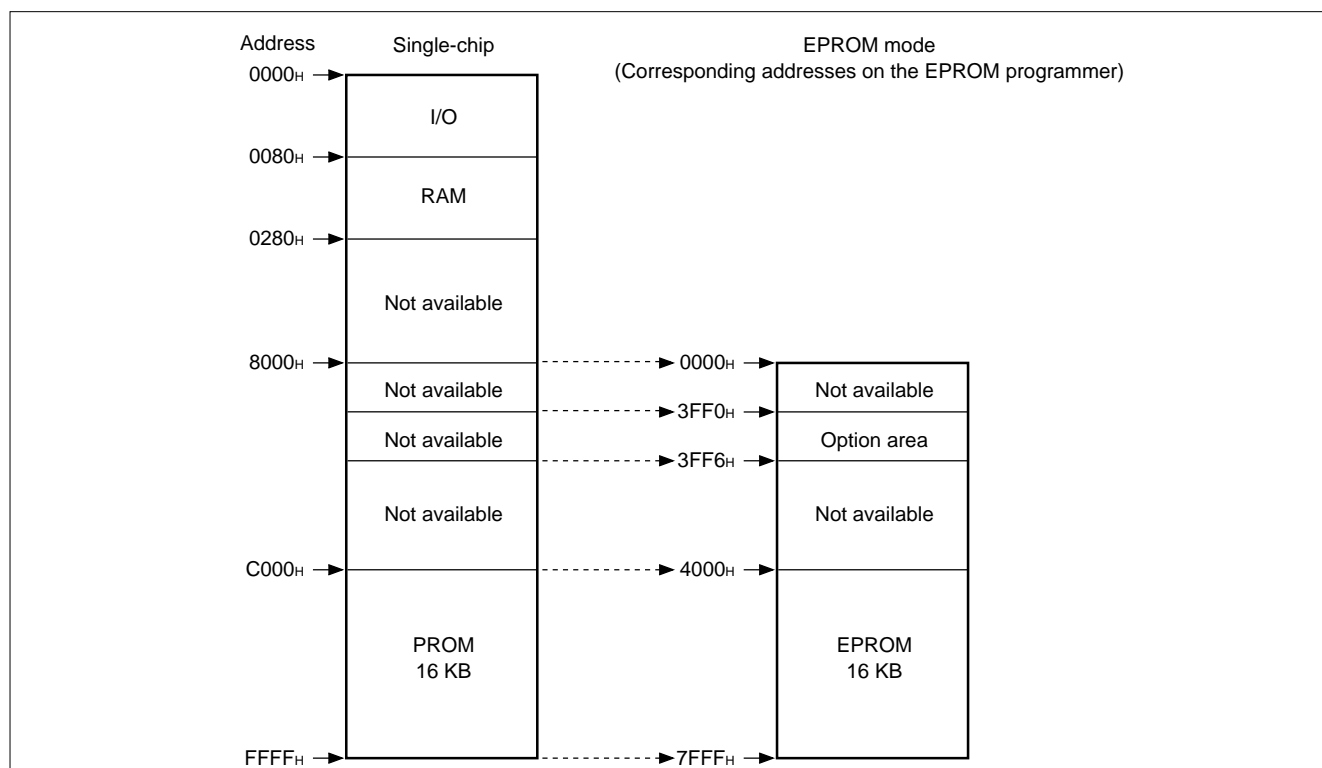 Address
Single-chip
EPROM mode
(Corresponding addresses on the EPROM programmer)
0000H
I/O
0080H
RAM
0280H
Not available
8000H
0000H
Not available
Not available
3FF0H
Not available
Option area
3FF6H
Not available
Not available
C000H
4000H
PROM
16 KB
EPROM
16 KB
FFFFH
7FFFH